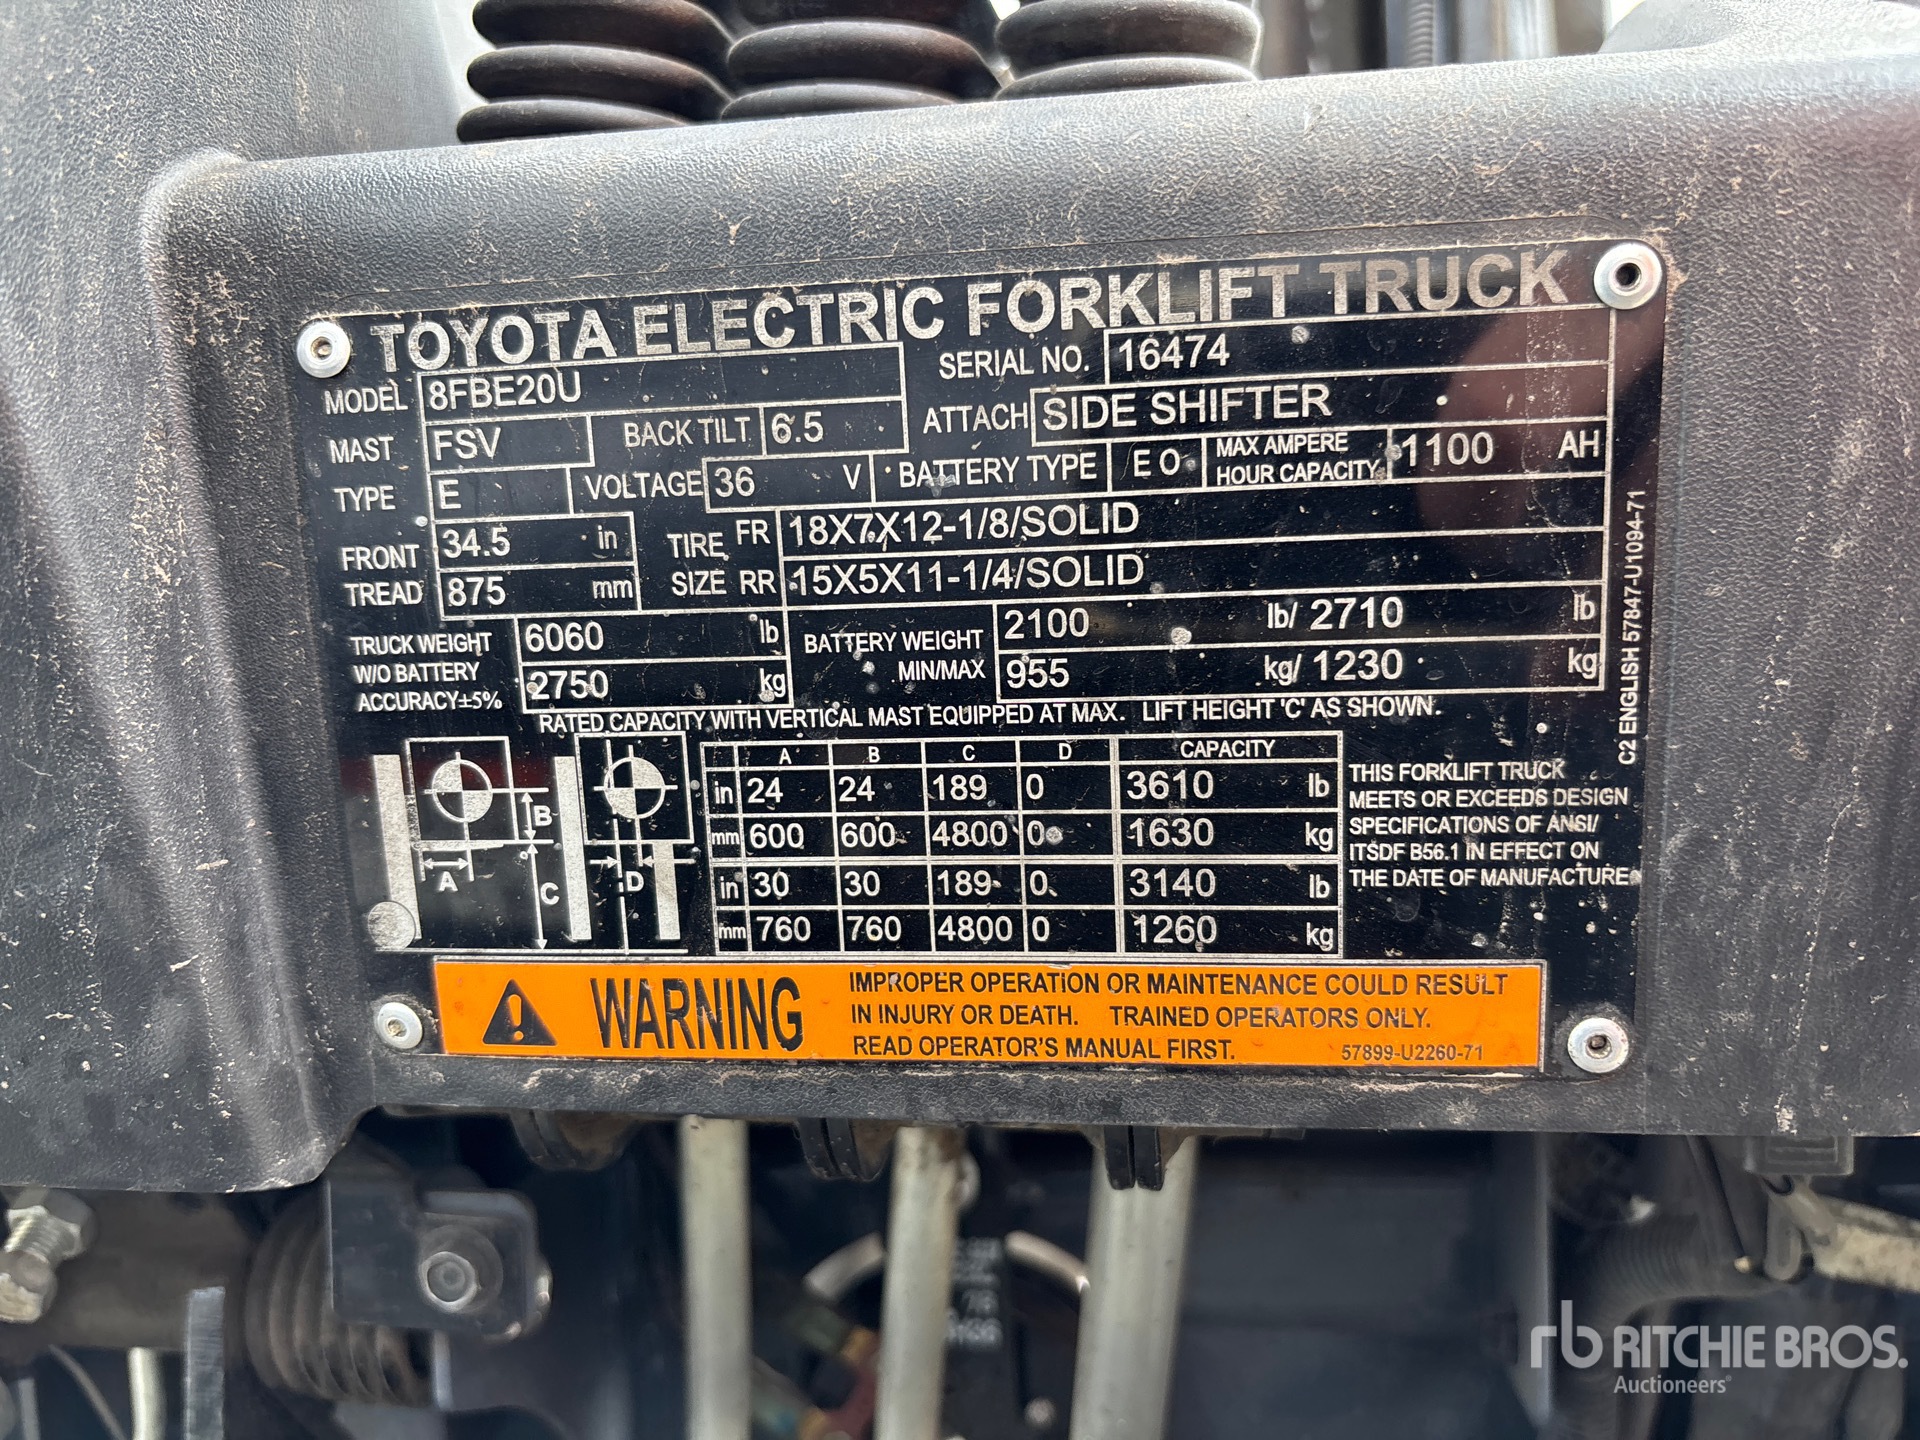 TOYOTA ELECTRIC FORKLIFT TRUCK
MODEL 8FBE20U SERIAL NO. 16474
MAST FSV BACK TILT 6.5 ATTACH SIDE SHIFTER
TYPE E VOLTAGE 36 V BATTERY TYPE E O MAX AMPERE HOUR CAPACITY 1100 AH
FRONT TREAD 34.5 in TIRE SIZE FR 18X7X12-1/8/SOLID
875 mm RR 15X5X11-1/4/SOLID
TRUCK WEIGHT 6060 lb BATTERY WEIGHT 2100 lb/ 2710 lb
W/O BATTERY
ACCURACY±5% 2750 kg MIN/MAX 955 kg/ 1230 kg
RATED CAPACITY WITH VERTICAL MAST EQUIPPED AT MAX. LIFT HEIGHT 'C' AS SHOWN.
A B C D CAPACITY
in 24 24 189 0 3610 lb
mm 600 600 4800 0 1630 kg
in 30 30 189 0 3140 lb
mm 760 760 4800 0 1260 kg
B
A
C
D
THIS FORKLIFT TRUCK
MEETS OR EXCEEDS DESIGN
SPECIFICATIONS OF ANSI/
ITSDF B56.1 IN EFFECT ON
THE DATE OF MANUFACTURE
C2 ENGLISH 57847-U1094-71
WARNING
IMPROPER OPERATION OR MAINTENANCE COULD RESULT
IN INJURY OR DEATH. TRAINED OPERATORS ONLY.
READ OPERATOR'S MANUAL FIRST. 57899-U2260-71
rb RITCHIE BROS.
Auctioneers